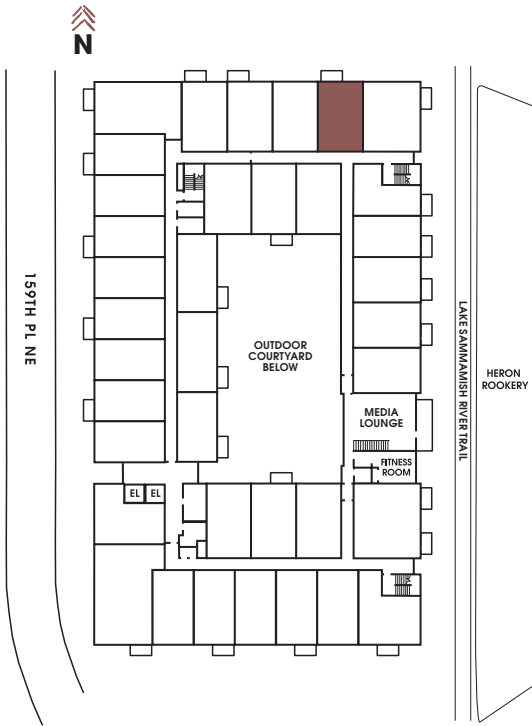 N
159TH PL NE
OUTDOOR
COURTYARD
BELOW
MEDIA
LOUNGE
FITNESS
ROOM
EL EL
LAKE SAMMAMISH RIVER TRAIL
HERON
ROOKERY